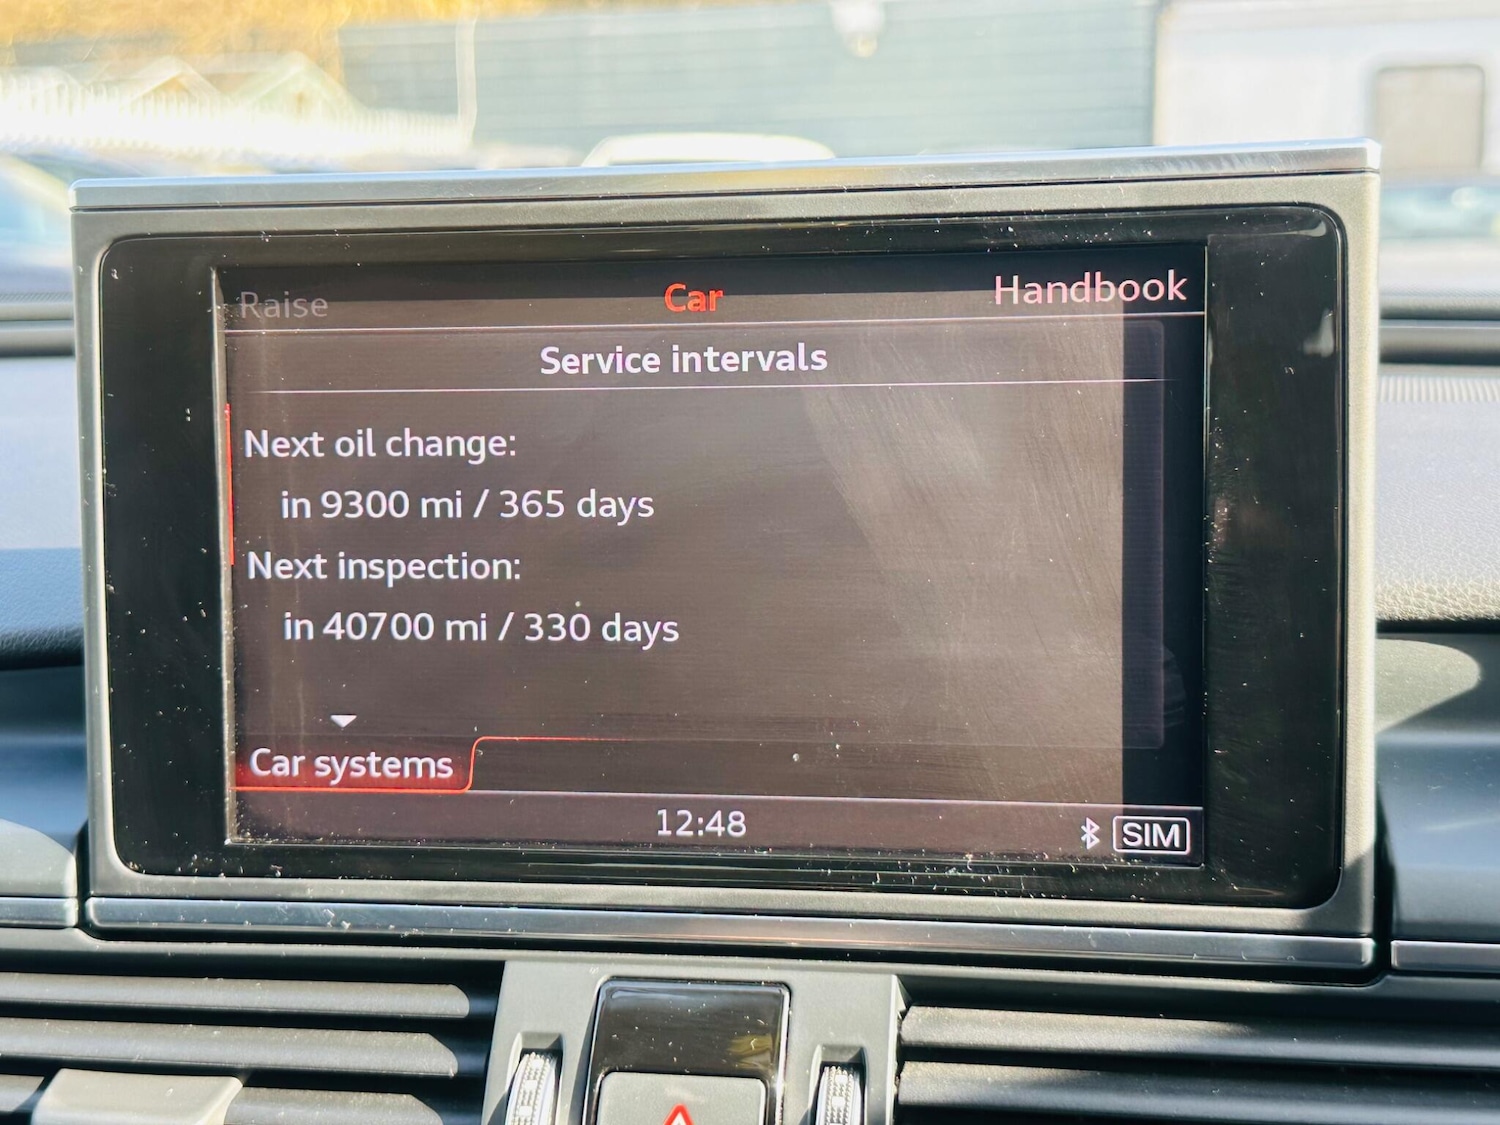 Raise Car Handbook
Service intervals
Next oil change:
in 9300 mi / 365 days
Next inspection:
in 40700 mi / 330 days
Car systems
12:48 SIM